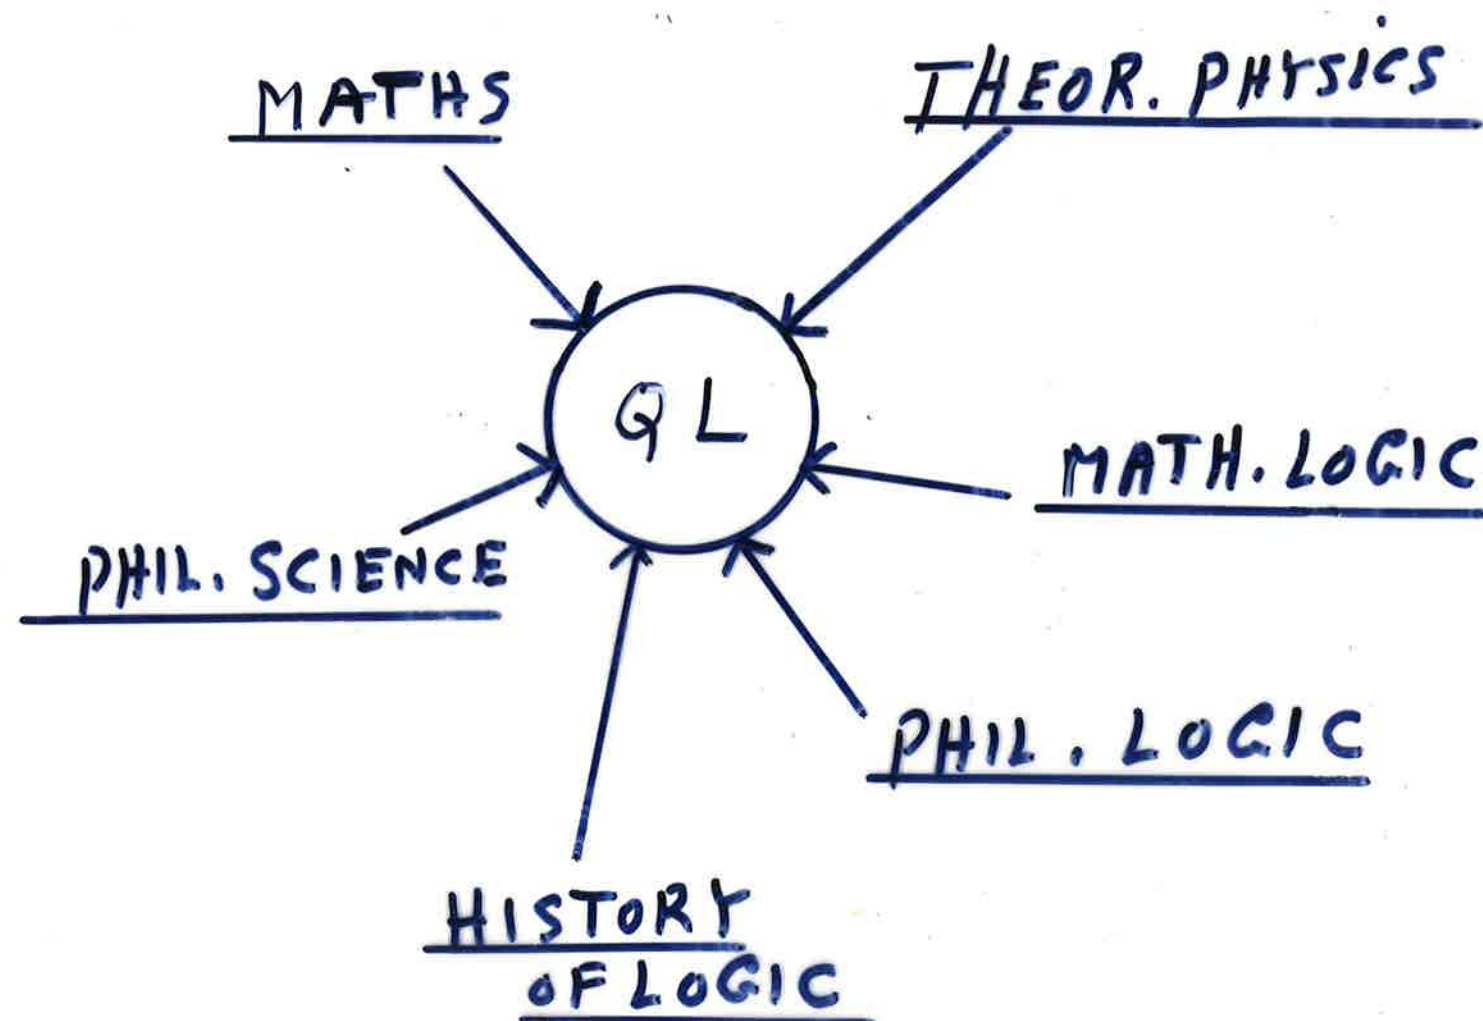 MATHS
THEOR. PHYSICS
QL
MATH. LOGIC
PHIL. SCIENCE
PHIL. LOGIC
HISTORY
OF LOGIC